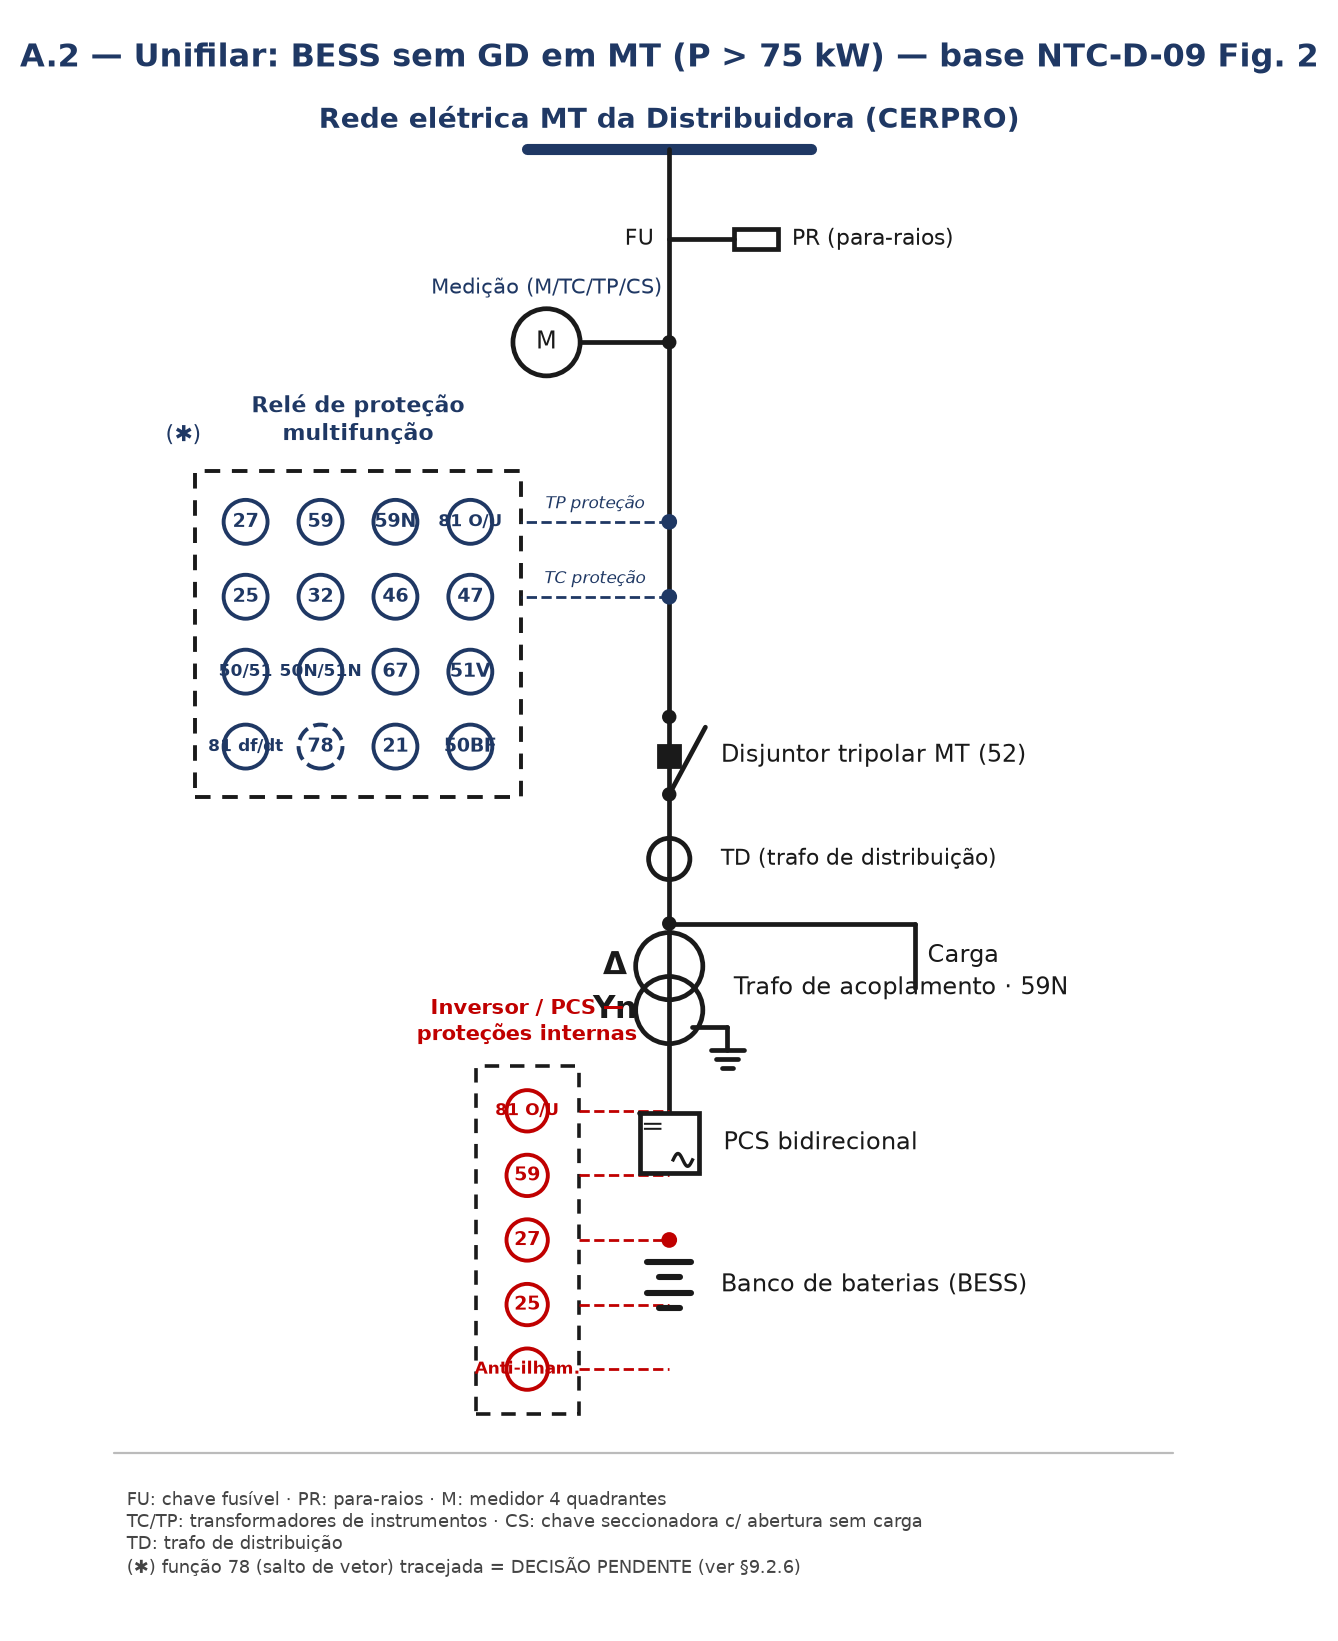 A.2 — Unifilar: BESS sem GD em MT (P > 75 kW) — base NTC-D-09 Fig. 2
Rede elétrica MT da Distribuidora (CERPRO)
FU
PR (para-raios)
Medição (M/TC/TP/CS)
M
Relé de proteção
multifunção
(✱)
27 59 59N 81 O/U
TP proteção
25 32 46 47
TC proteção
50/51 50N/51N 67 51V
81 df/dt 78 21 50BF
Disjuntor tripolar MT (52)
TD (trafo de distribuição)
Carga
Δ
Trafo de acoplamento · 59N
Yn
Inversor / PCS —
proteções internas
81 O/U
=
PCS bidirecional
59
27
Banco de baterias (BESS)
25
Anti-ilham.
FU: chave fusível · PR: para-raios · M: medidor 4 quadrantes
TC/TP: transformadores de instrumentos · CS: chave seccionadora c/ abertura sem carga
TD: trafo de distribuição
(✱) função 78 (salto de vetor) tracejada = DECISÃO PENDENTE (ver §9.2.6)